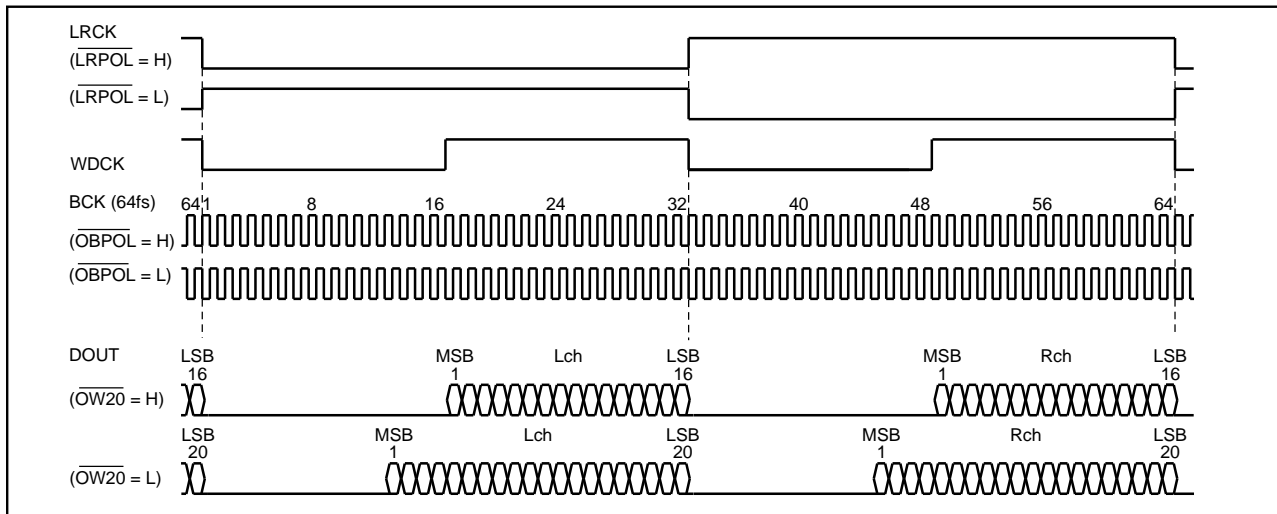 LRCK
(LRPOL = H)
(LRPOL = L)
WDCK
BCK (64fs) 64 1 8 16 24 32 40 48 56 64
(OBPOL = H)
(OBPOL = L)
DOUT LSB MSB Lch LSB MSB Rch LSB
16 1 16 1 16
(OW20 = H)
LSB MSB Lch LSB MSB Rch LSB
20 1 20 1 20
(OW20 = L)